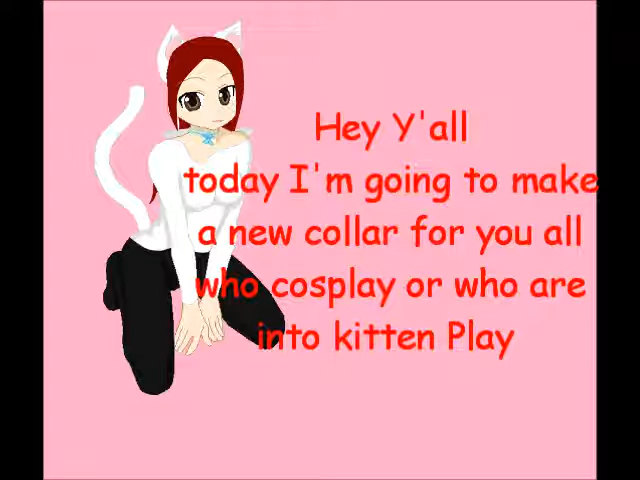 Hey Y'all
today I'm going to make
a new collar for you all
who cosplay or who are
into kitten Play